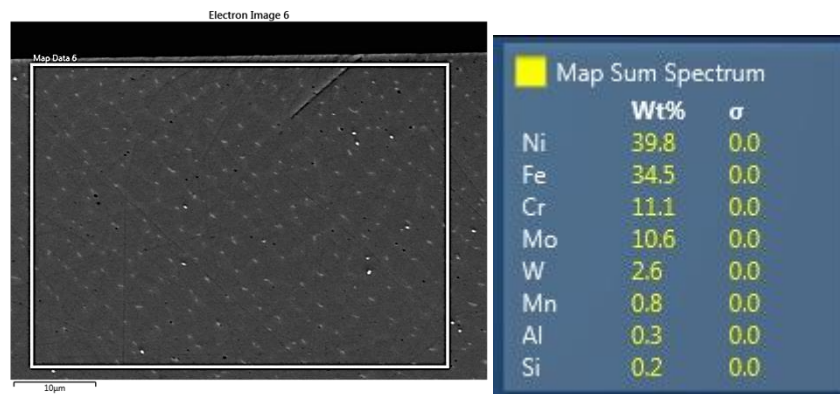 Electron Image 6
Map Data 6
10μm
Map Sum Spectrum
Wt% σ
Ni 39.8 0.0
Fe 34.5 0.0
Cr 11.1 0.0
Mo 10.6 0.0
W 2.6 0.0
Mn 0.8 0.0
Al 0.3 0.0
Si 0.2 0.0